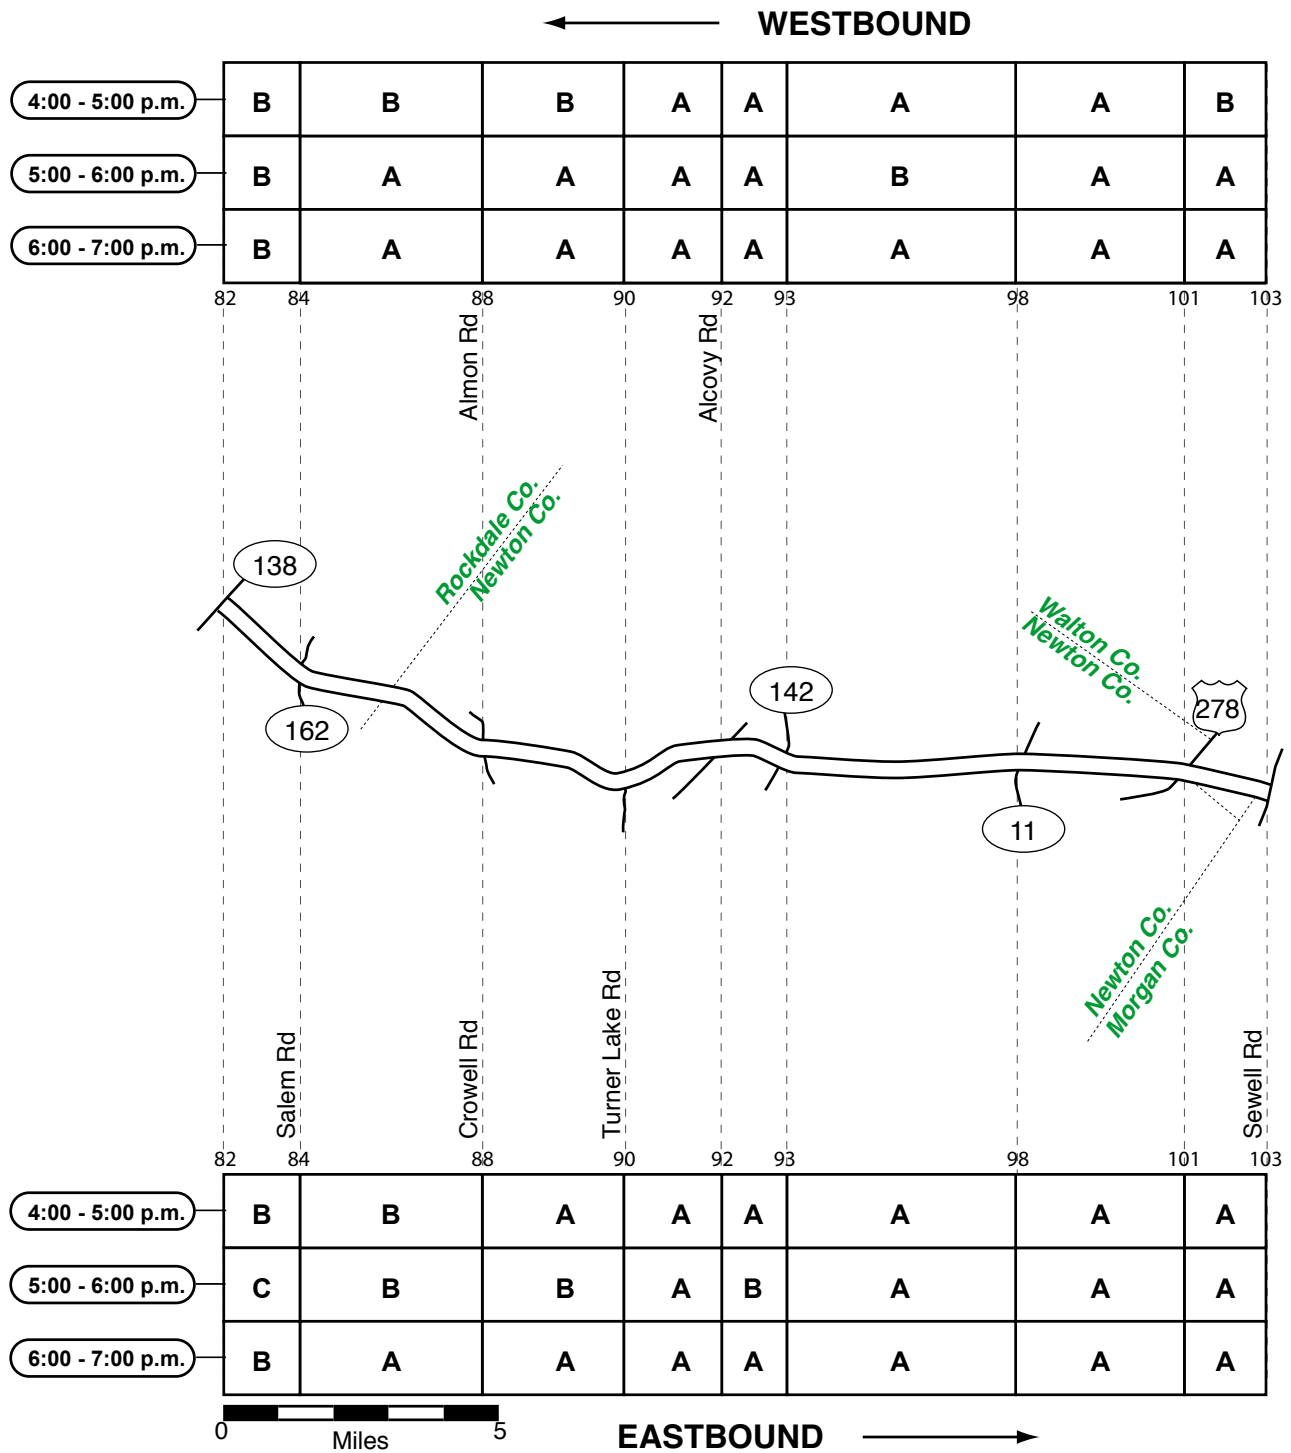 WESTBOUND
4:00 - 5:00 p.m. B B B A A A A B
5:00 - 6:00 p.m. B A A A A B A A
6:00 - 7:00 p.m. B A A A A A A A
82 84 88 90 92 93 98 101 103
Almon Rd
Alcovy Rd
Rockdale Co.
Newton Co.
138
Walton Co.
Newton Co.
142
278
162
11
Newton Co.
Morgan Co.
Salem Rd
Crowell Rd
Turner Lake Rd
Sewell Rd
82 84 88 90 92 93 98 101 103
4:00 - 5:00 p.m. B B A A A A A A
5:00 - 6:00 p.m. C B B A B A A A
6:00 - 7:00 p.m. B A A A A A A A
0 5
Miles
EASTBOUND